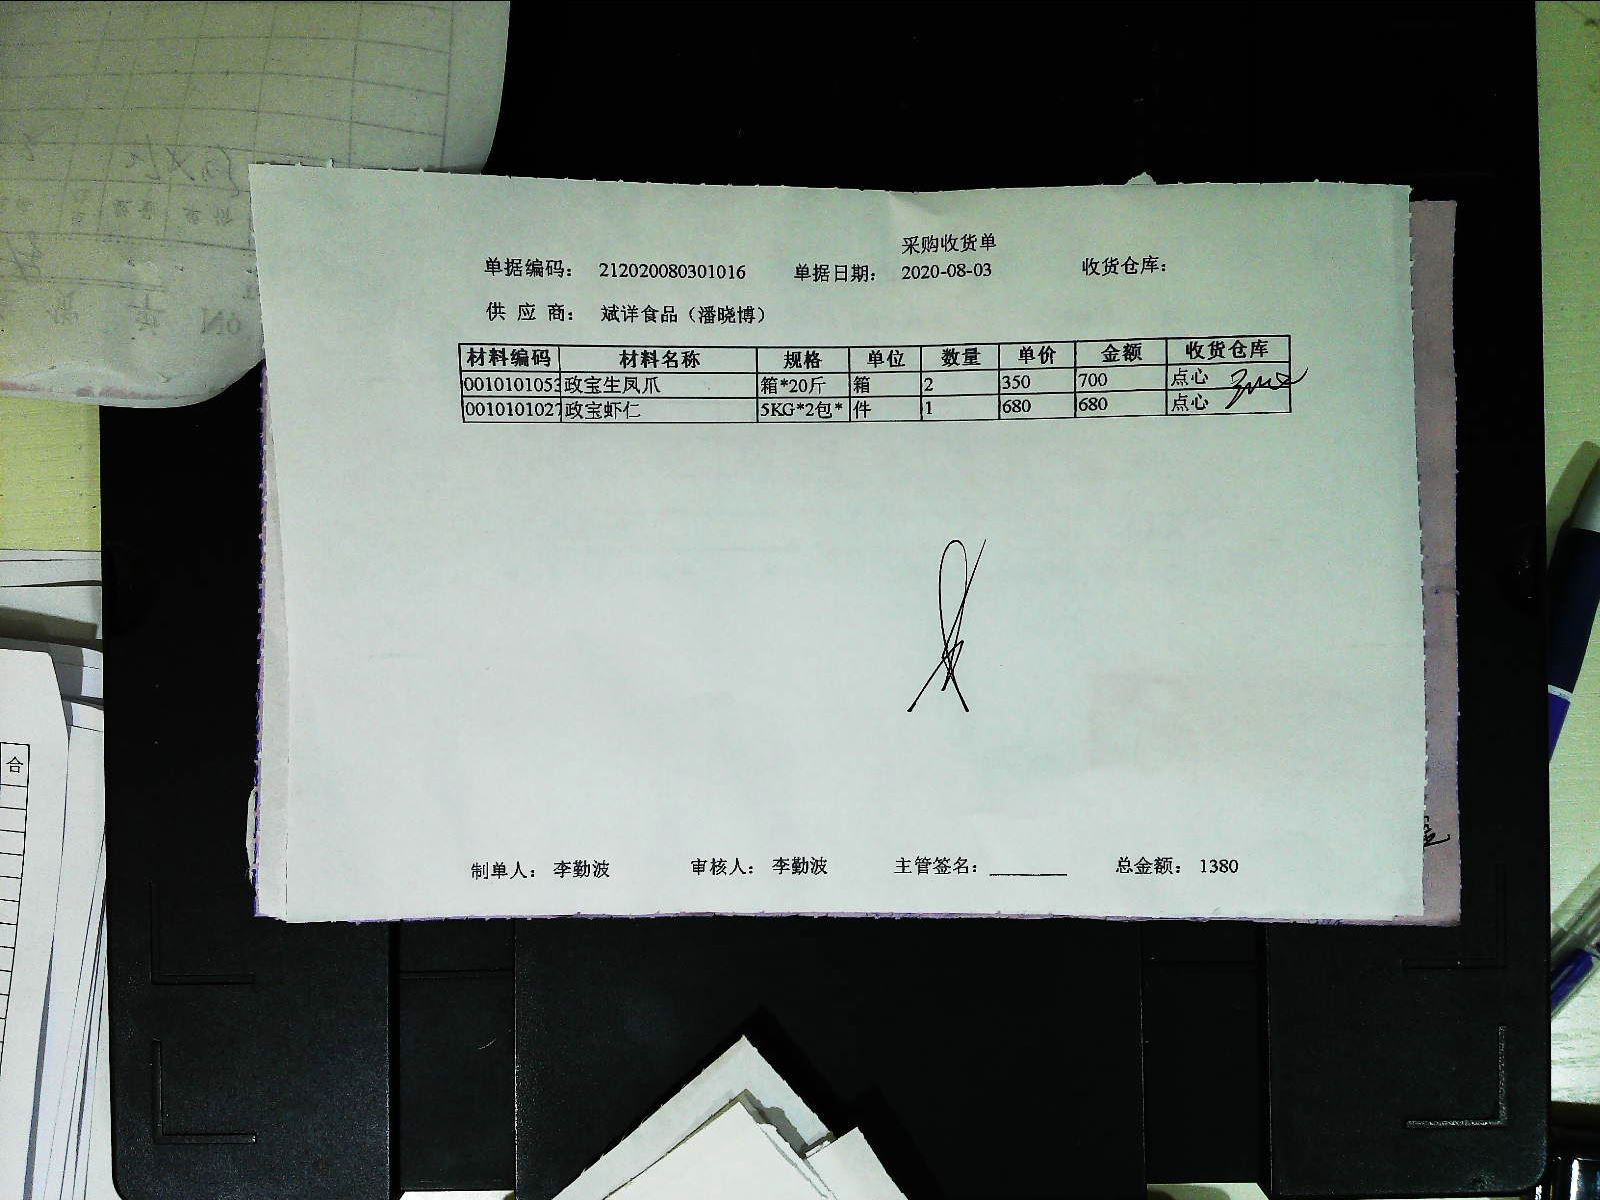 采购收货单
单据编码： 212020080301016 单据日期： 2020-08-03 收货仓库：
供 应 商： 斌详食品（潘晓博）
材料编码 材料名称 规格 单位 数量 单价 金额 收货仓库
0010101053 政宝生凤爪 箱*20斤 箱 2 350 700 点心
0010101027 政宝虾仁 5KG*2包* 件 1 680 680 点心
制单人： 李勤波 审核人： 李勤波 主管签名： 总金额： 1380
合